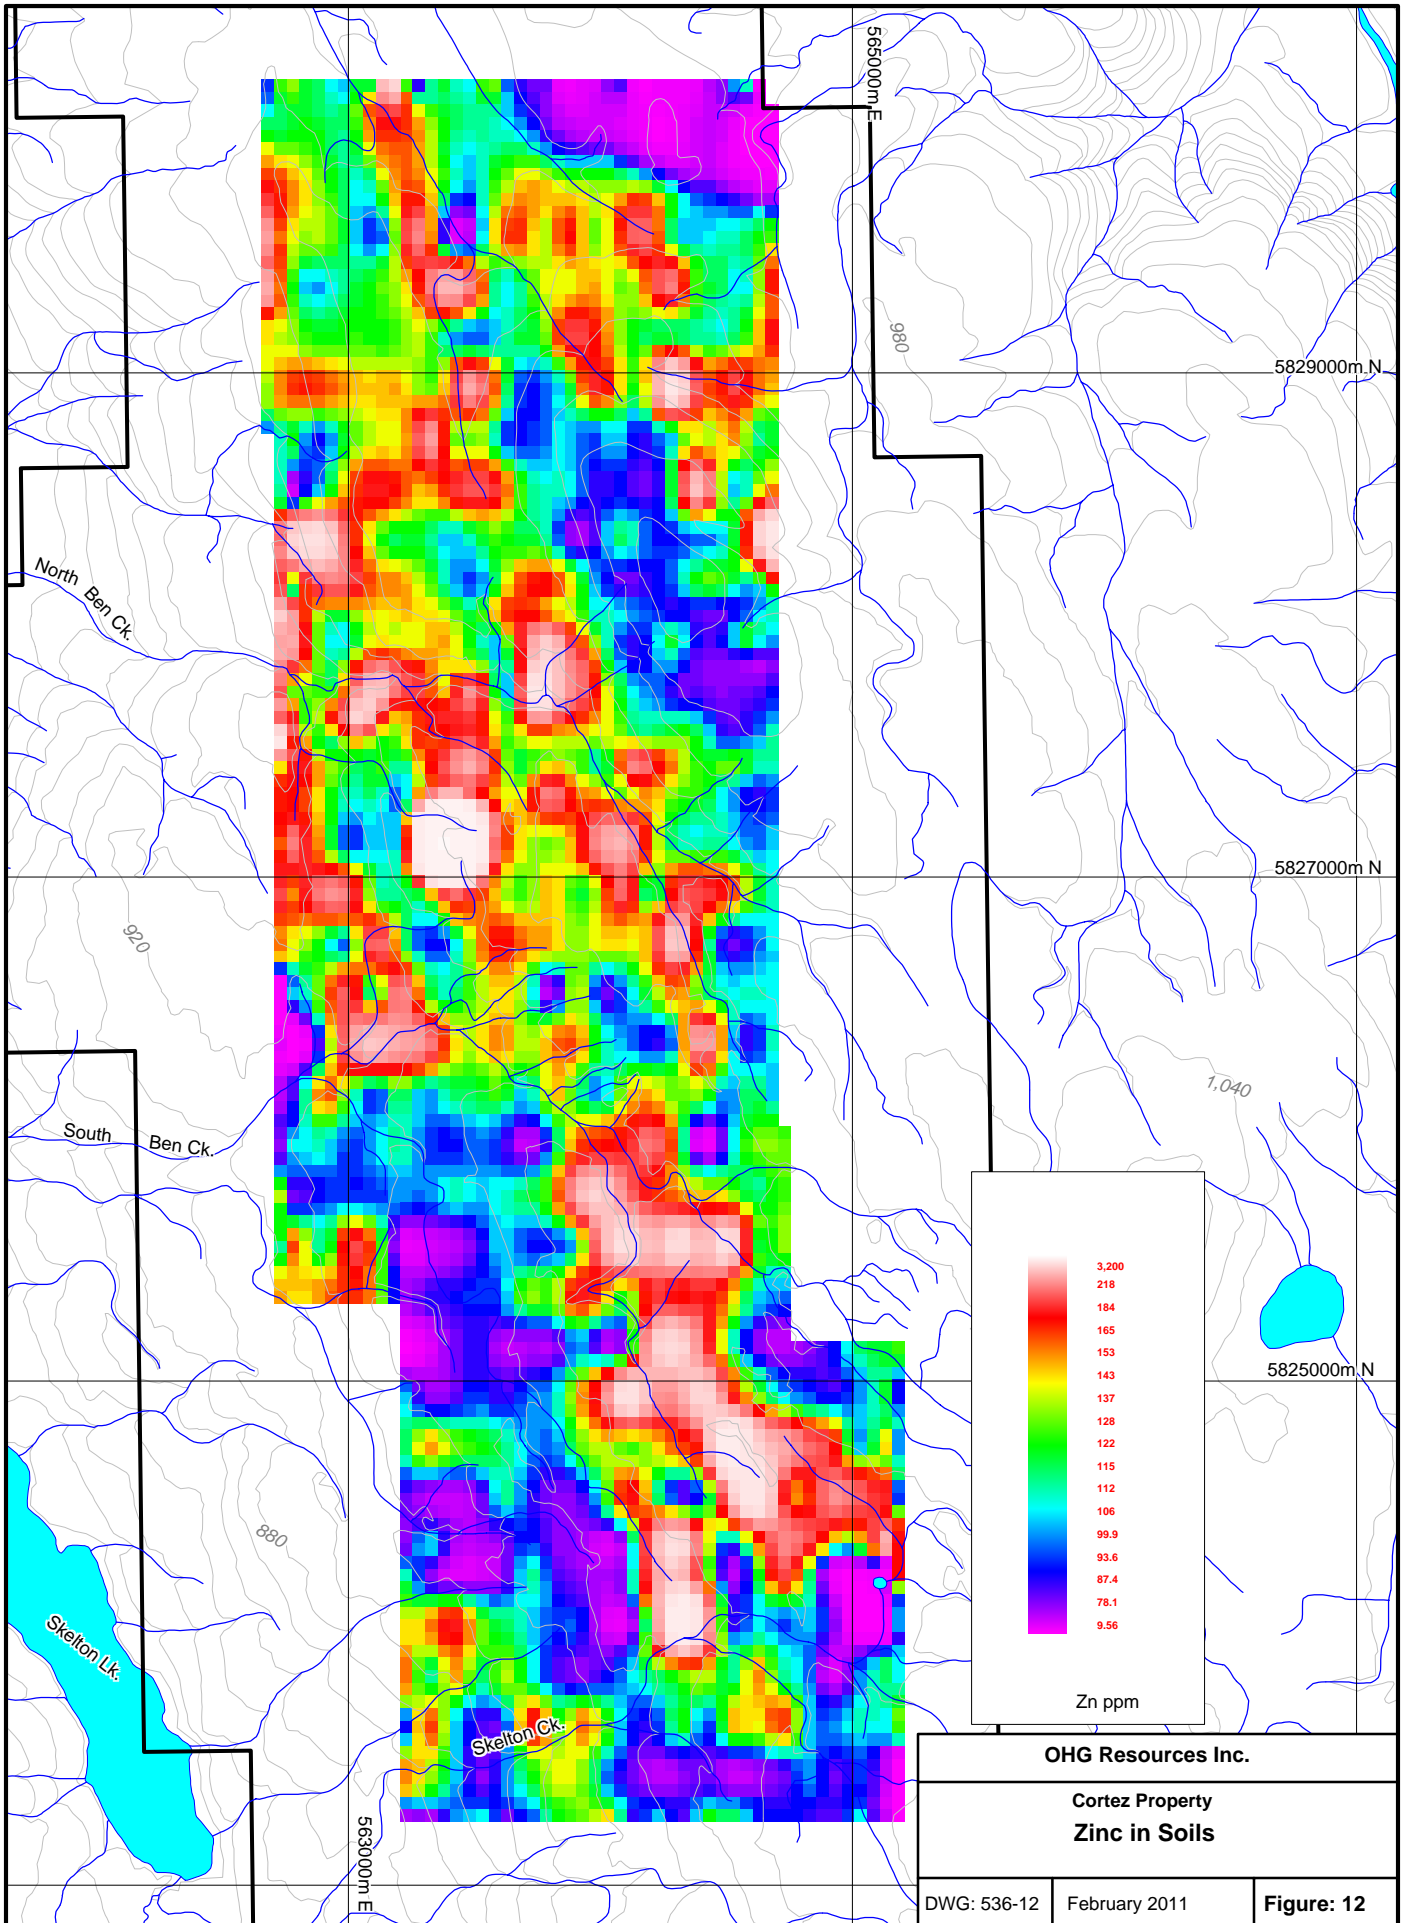 565000m E
980
5829000m N
North Ben Ck.
5827000m N
920
1,040
South Ben Ck.
3,200
218
184
165
153
143
137
128
122
115
112
106
99.9
93.6
87.4
78.1
9.56
Zn ppm
5825000m N
880
Skelton Lk.
Skelton Ck.
563000m E
OHG Resources Inc.
Cortez Property
Zinc in Soils
DWG: 536-12
February 2011
Figure: 12